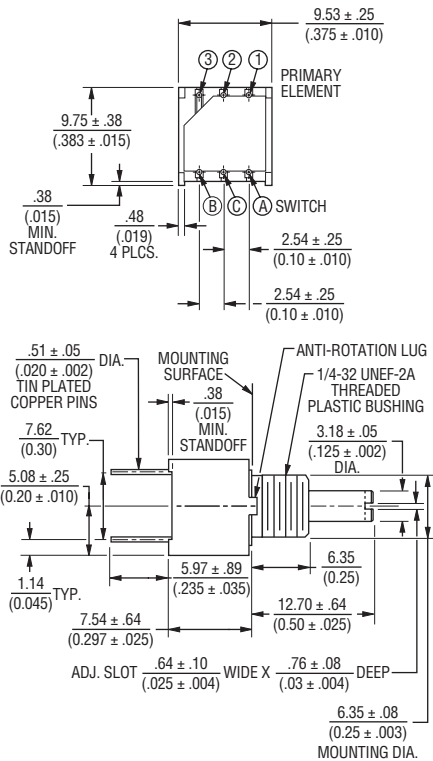 9.53 ± .25
(.375 ± .010)
3 2 1
PRIMARY
ELEMENT
9.75 ± .38
(.383 ± .015)
.38
(.015)
MIN.
STANDOFF
.48
(.019)
4 PLCS.
B C A SWITCH
2.54 ± .25
(0.10 ± .010)
2.54 ± .25
(0.10 ± .010)
.51 ± .05
(.020 ± .002)
DIA.
TIN PLATED
COPPER PINS
MOUNTING
SURFACE
ANTI-ROTATION LUG
1/4-32 UNEF-2A
THREADED
PLASTIC BUSHING
.38
(.015)
MIN.
STANDOFF
7.62
(0.30)
TYP.
3.18 ± .05
(.125 ± .002)
DIA.
5.08 ± .25
(0.20 ± .010)
1.14
(0.045)
TYP.
5.97 ± .89
(.235 ± .035)
6.35
(0.25)
7.54 ± .64
(0.297 ± .025)
12.70 ± .64
(0.50 ± .025)
ADJ. SLOT .64 ± .10 WIDE X .76 ± .08 DEEP
(.025 ± .004) (.03 ± .004)
6.35 ± .08
(0.25 ± .003)
MOUNTING DIA.